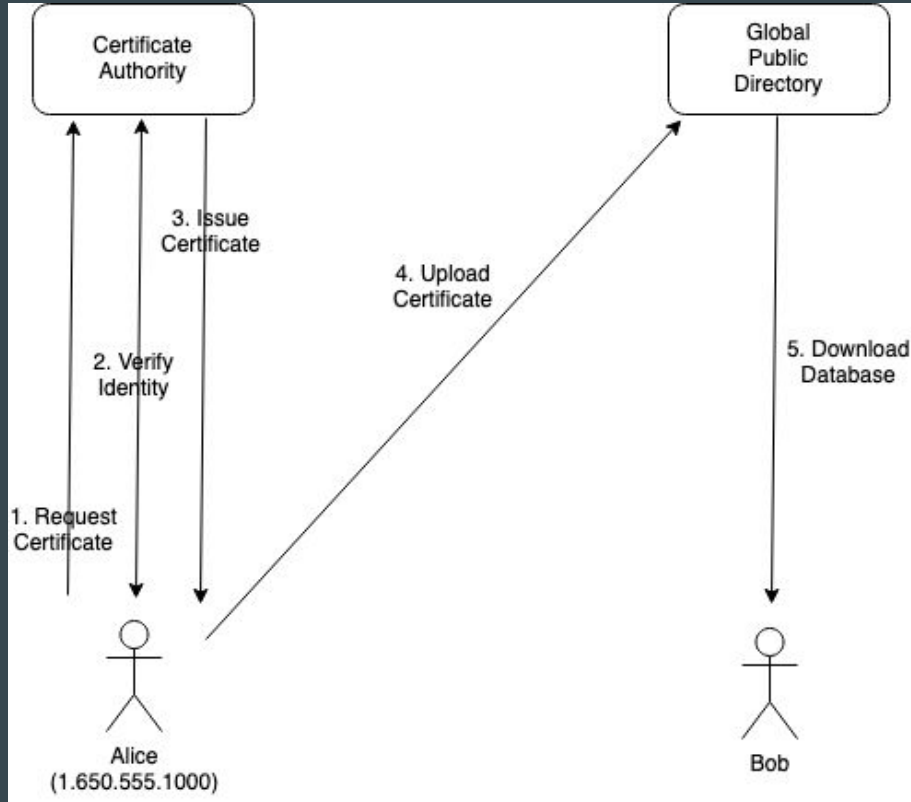 Certificate
Authority
Global
Public
Directory
3. Issue
Certificate
4. Upload
Certificate
2. Verify
Identity
5. Download
Database
1. Request
Certificate
Alice
(1.650.555.1000)
Bob